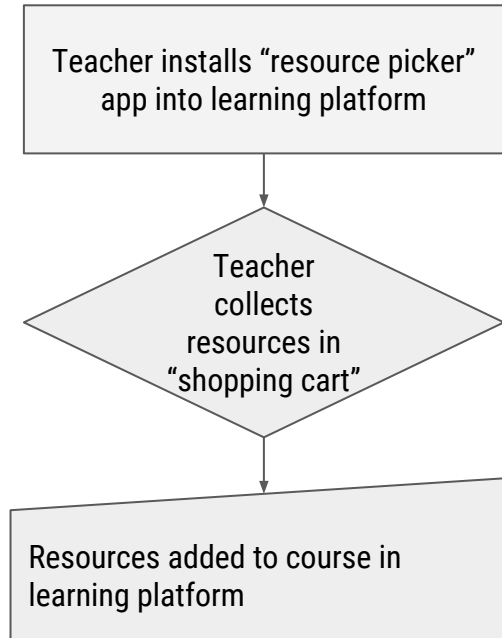 Teacher installs “resource picker”
app into learning platform
Teacher
collects
resources in
“shopping cart”
Resources added to course in
learning platform